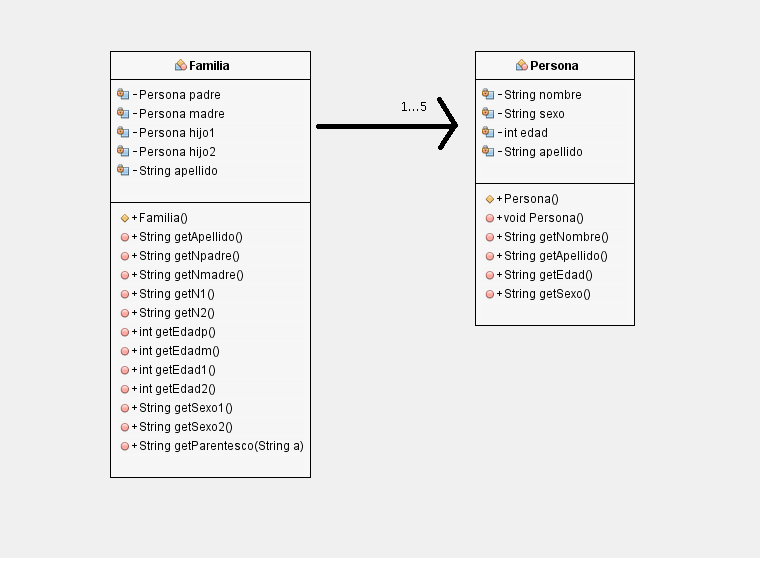 Familia
-Persona padre
-Persona madre
-Persona hijo1
-Persona hijo2
-String apellido
+Familia()
+String getApellido()
+String getNpadre()
+String getNmadre()
+String getN1()
+String getN2()
+int getEdadp()
+int getEdadm()
+int getEdad1()
+int getEdad2()
+String getSexo1()
+String getSexo2()
+String getParentesco(String a)
1...5
Persona
-String nombre
-String sexo
-int edad
-String apellido
+Persona()
+void Persona()
+String getNombre()
+String getApellido()
+String getEdad()
+String getSexo()